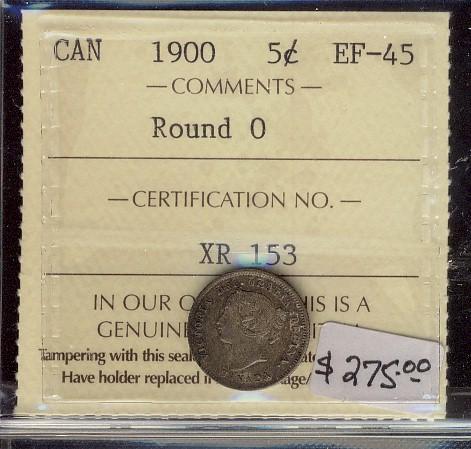 CAN 1900 5¢ EF-45
— COMMENTS —
Round O
— CERTIFICATION NO. —
XR 153
IN OUR IS A
GENUINE
Tampering with this seal
Have holder replaced
$275.00